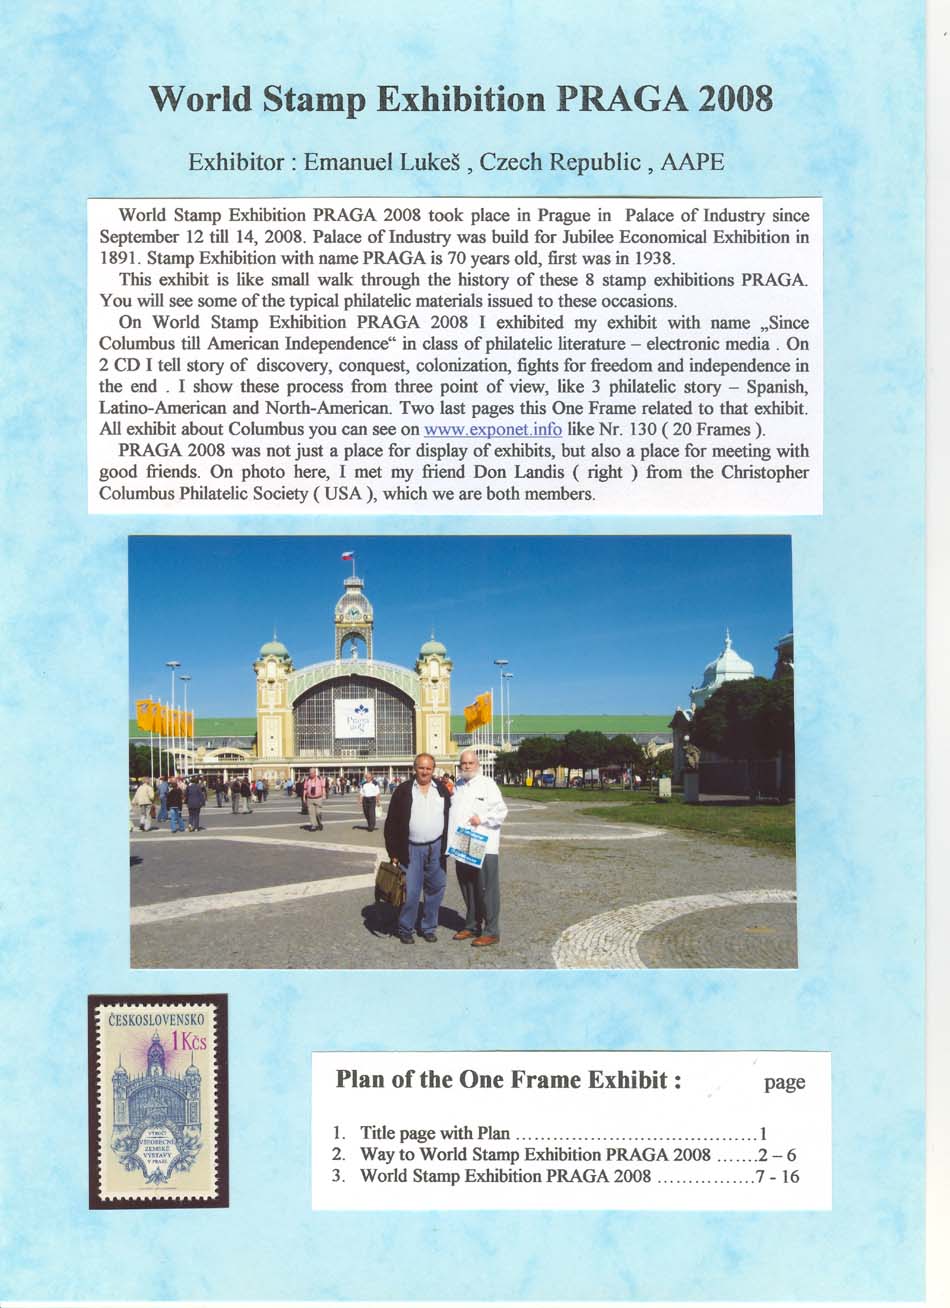 World Stamp Exhibition PRAGA 2008
Exhibitor : Emanuel Lukeš , Czech Republic , AAPE
World Stamp Exhibition PRAGA 2008 took place in Prague in Palace of Industry since
September 12 till 14, 2008. Palace of Industry was build for Jubilee Economical Exhibition in
1891. Stamp Exhibition with name PRAGA is 70 years old, first was in 1938.
This exhibit is like small walk through the history of these 8 stamp exhibitions PRAGA.
You will see some of the typical philatelic materials issued to these occasions.
On World Stamp Exhibition PRAGA 2008 I exhibited my exhibit with name „Since
Columbus till American Independence“ in class of philatelic literature – electronic media . On
2 CD I tell story of discovery, conquest, colonization, fights for freedom and independence in
the end . I show these process from three point of view, like 3 philatelic story – Spanish,
Latino-American and North-American. Two last pages this One Frame related to that exhibit.
All exhibit about Columbus you can see on www.exponet.info like Nr. 130 ( 20 Frames ).
PRAGA 2008 was not just a place for display of exhibits, but also a place for meeting with
good friends. On photo here, I met my friend Don Landis ( right ) from the Christopher
Columbus Philatelic Society ( USA ), which we are both members.
Praga
ČESKOSLOVENSKO
1Kčs
VÝROČÍ
VŠEOBECNÉ
ZEMSKÉ
VÝSTAVY
V PRAZE
Plan of the One Frame Exhibit : page
1. Title page with Plan ......................................1
2. Way to World Stamp Exhibition PRAGA 2008 .......2 – 6
3. World Stamp Exhibition PRAGA 2008 ................7 - 16